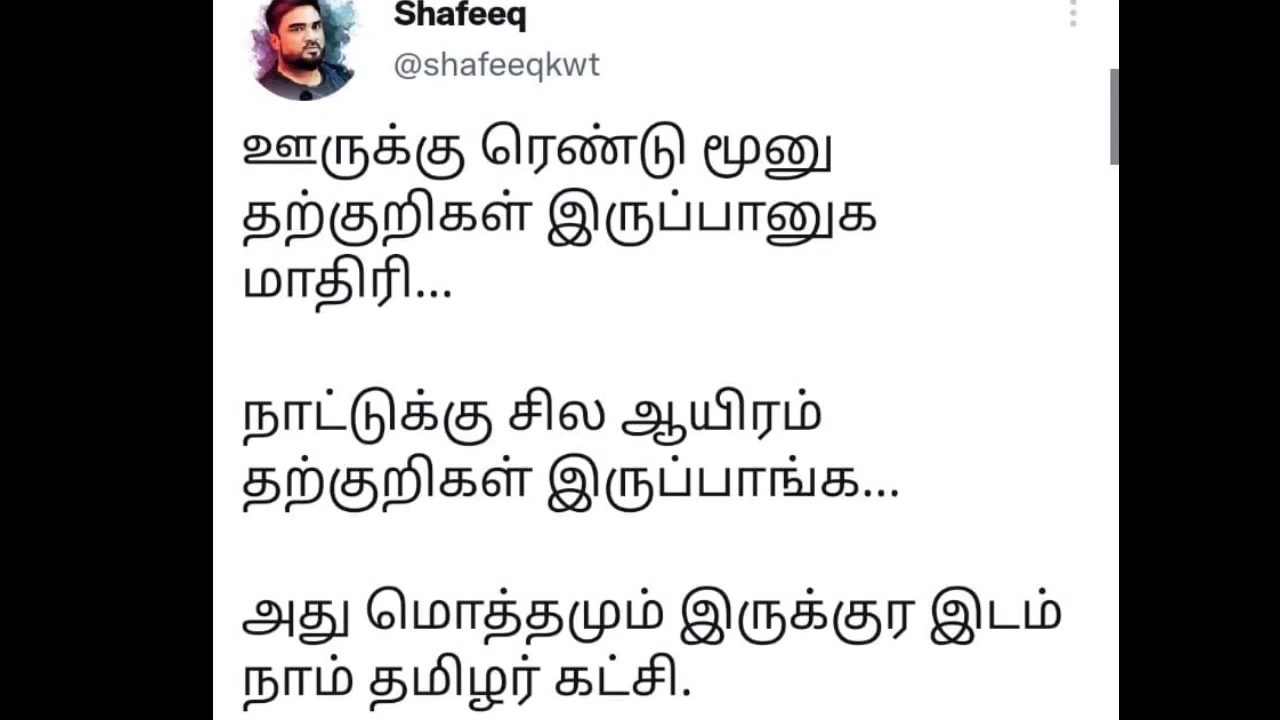 Shafeeq
@shafeeqkwt
ஊருக்கு ரெண்டு மூனு
தற்குறிகள் இருப்பானுக
மாதிரி...
நாட்டுக்கு சில ஆயிரம்
தற்குறிகள் இருப்பாங்க...
அது மொத்தமும் இருக்குர இடம்
நாம் தமிழர் கட்சி.